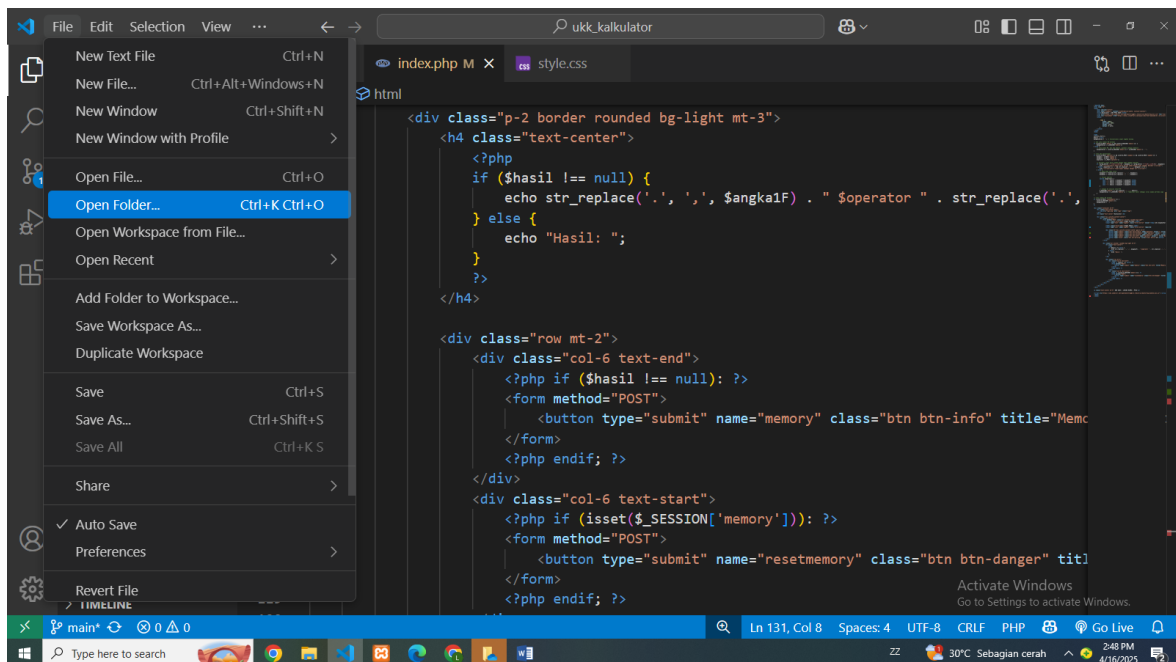 File Edit Selection View ··· ukk_kalkulator
New Text File Ctrl+N
New File... Ctrl+Alt+Windows+N
New Window Ctrl+Shift+N
New Window with Profile
Open File... Ctrl+O
Open Folder... Ctrl+K Ctrl+O
Open Workspace from File...
Open Recent
Add Folder to Workspace...
Save Workspace As...
Duplicate Workspace
Save Ctrl+S
Save As... Ctrl+Shift+S
Save All Ctrl+K S
Share
Auto Save
Preferences
Revert File
TIMELINE
1
index.php M × css style.css
html
<div class="p-2 border rounded bg-light mt-3">
<h4 class="text-center">
<?php
if ($hasil !== null) {
echo str_replace('.', ',', $angka1F) . " $operator " . str_replace('.',
} else {
echo "Hasil: ";
}
?>
</h4>
<div class="row mt-2">
<div class="col-6 text-end">
<?php if ($hasil !== null): ?>
<form method="POST">
<button type="submit" name="memory" class="btn btn-info" title="Memo
</form>
<?php endif; ?>
</div>
<div class="col-6 text-start">
<?php if (isset($_SESSION['memory'])): ?>
<form method="POST">
<button type="submit" name="resetmemory" class="btn btn-danger" titl
</form>
<?php endif; ?>
Activate Windows
Go to Settings to activate Windows.
main* 0 0 Ln 131, Col 8 Spaces: 4 UTF-8 CRLF PHP Go Live
Type here to search 30°C Sebagian cerah 2:48 PM
4/16/2025